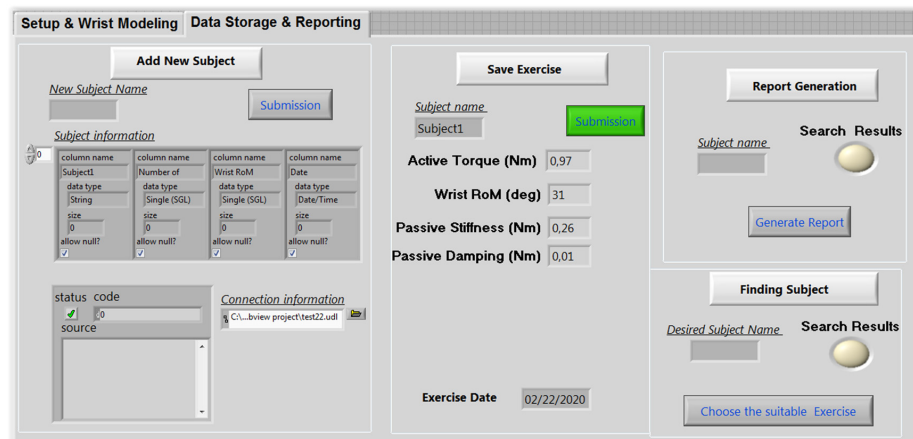 Setup & Wrist Modeling
Data Storage & Reporting
Add New Subject
New Subject Name
Submission
Subject information
0
column name
column name
column name
column name
Subject1
Number of
Wrist RoM
Date
data type
data type
data type
data type
String
Single (SGL)
Single (SGL)
Date/Time
size
size
size
size
0
0
0
0
allow null?
allow null?
allow null?
allow null?
status code
0
source
Connection information
C:\...bview project\test22.udl
Save Exercise
Subject name
Subject1
Submission
Active Torque (Nm) 0,97
Wrist RoM (deg) 31
Passive Stiffness (Nm) 0,26
Passive Damping (Nm) 0,01
Exercise Date 02/22/2020
Report Generation
Subject name
Search Results
Generate Report
Finding Subject
Desired Subject Name
Search Results
Choose the suitable Exercise